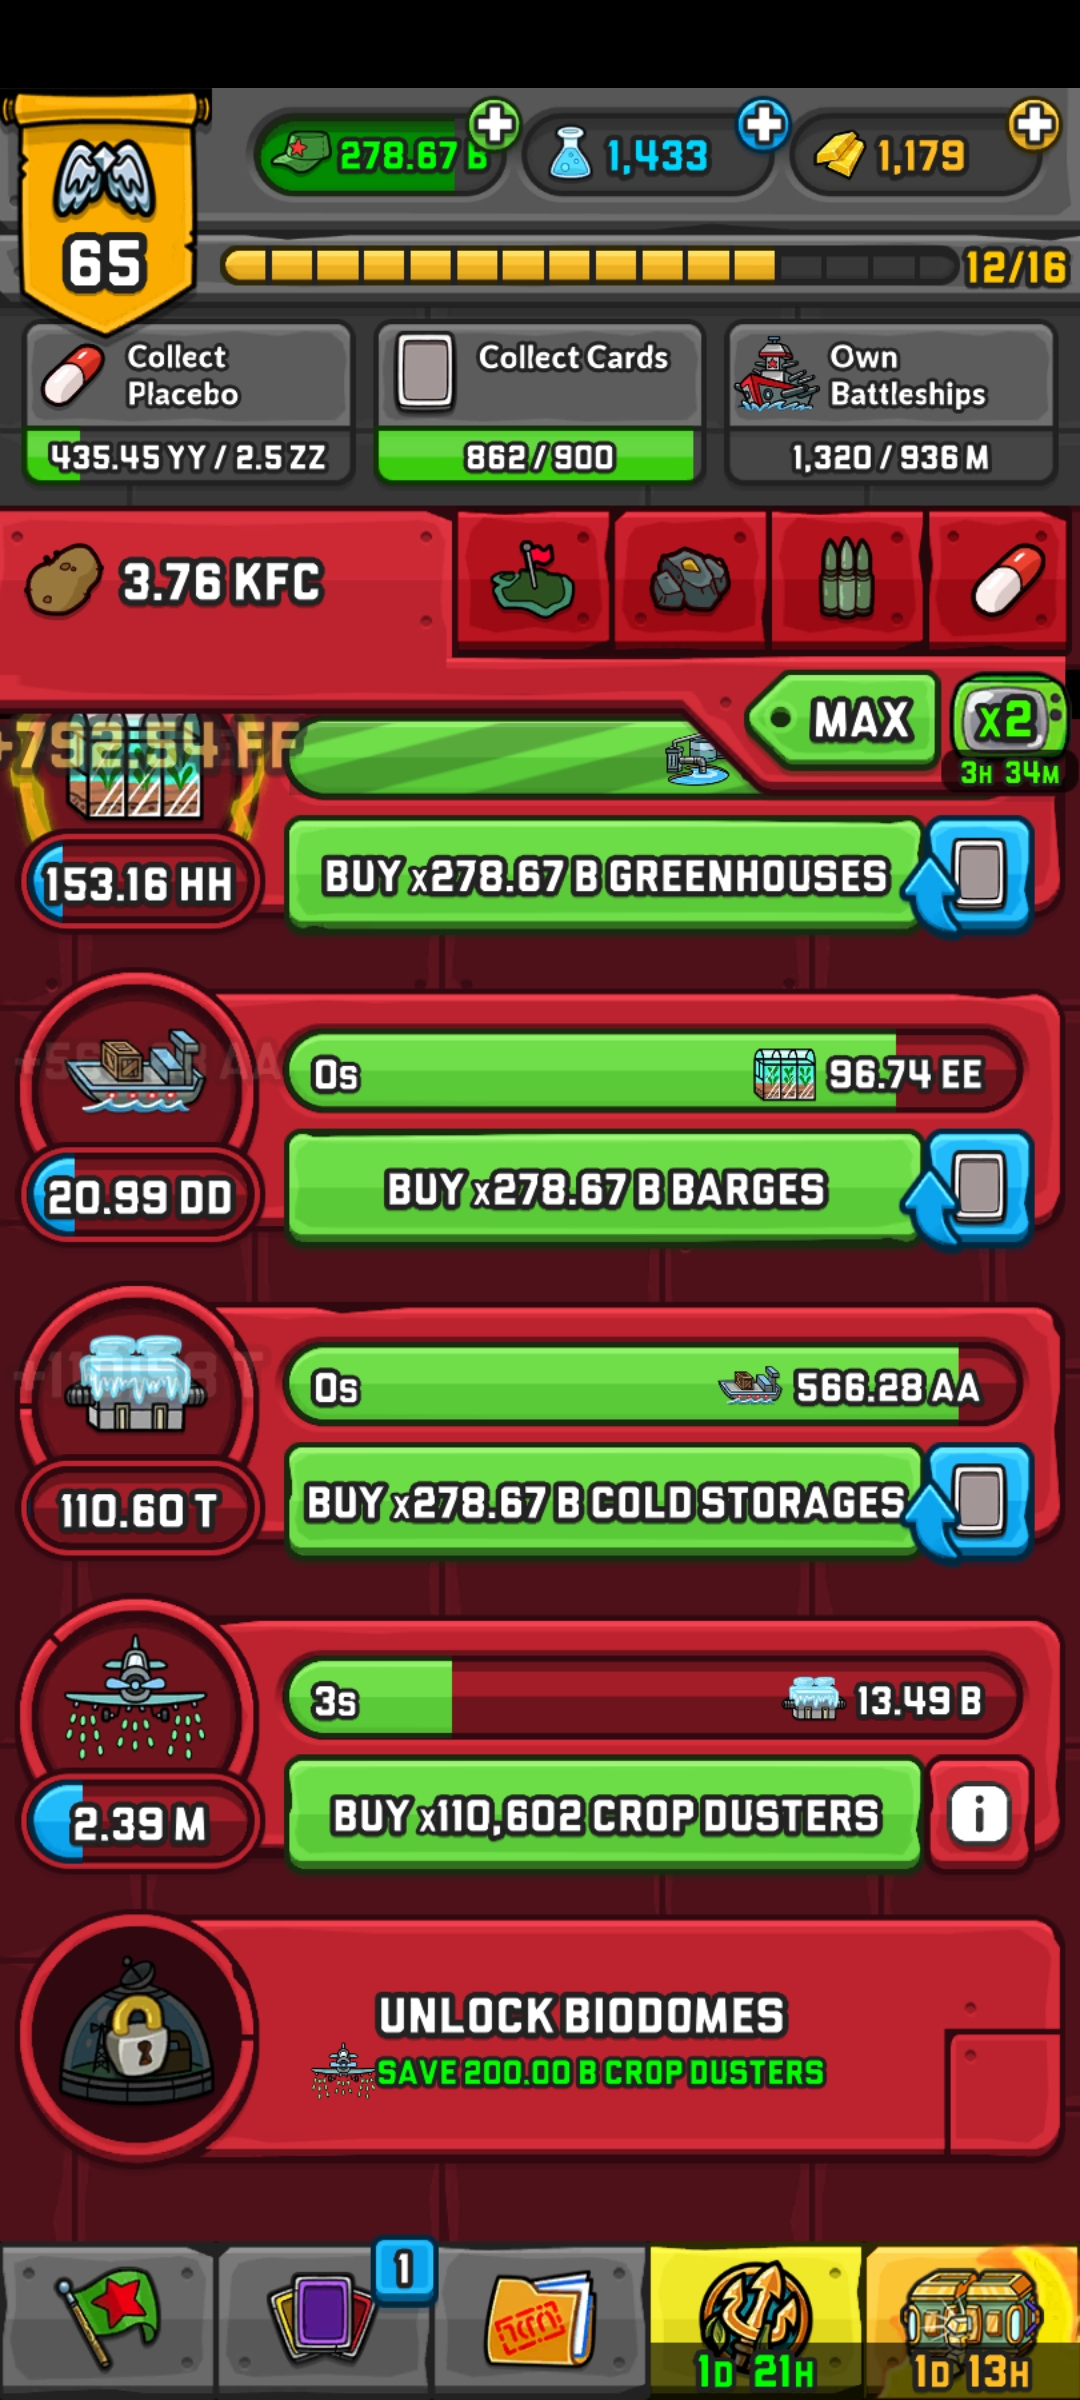 278.67 B
1,433
1,179
65
12/16
Collect
Placebo
435.45 YY / 2.5 ZZ
Collect Cards
862/900
Own
Battleships
1,320 / 936 M
3.76 KFC
MAX
x2
3H 34M
+792.54 FF
153.16 HH
BUY x278.67 B GREENHOUSES
0s
96.74 EE
20.99 DD
BUY x278.67 B BARGES
0s
566.28 AA
110.60 T
BUY x278.67 B COLD STORAGES
3s
13.49 B
2.39 M
BUY x110,602 CROP DUSTERS
i
UNLOCK BIODOMES
SAVE 200.00 B CROP DUSTERS
1
1D 21H
1D 13H